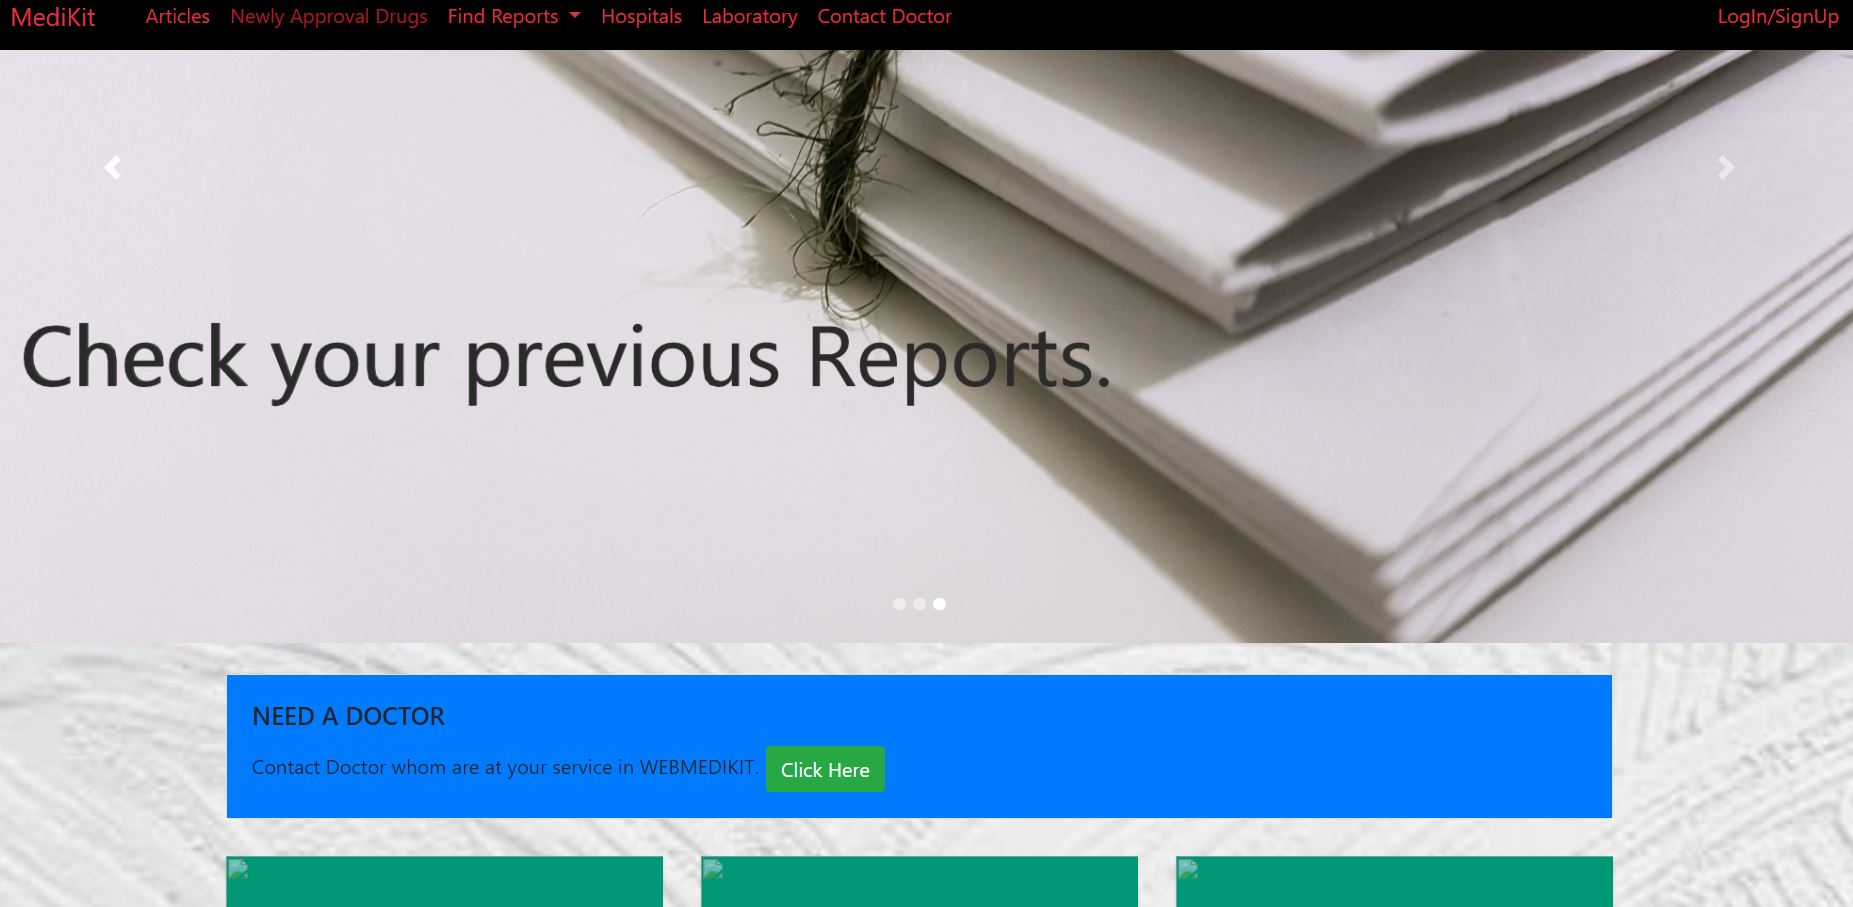 MediKit Articles Newly Approval Drugs Find Reports Hospitals Laboratory Contact Doctor LogIn/SignUp
Check your previous Reports.
NEED A DOCTOR
Contact Doctor whom are at your service in WEBMEDIKIT. Click Here